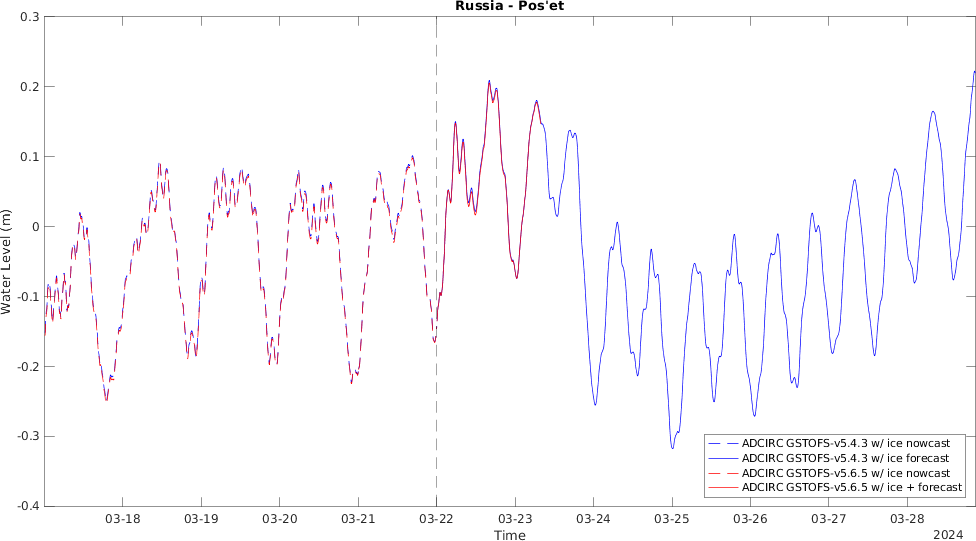 Russia - Pos'et
Water Level (m)
0.3
0.2
0.1
0
-0.1
-0.2
-0.3
-0.4
03-18
03-19
03-20
03-21
03-22
03-23
03-24
03-25
03-26
03-27
03-28
Time
2024
ADCIRC GSTOFS-v5.4.3 w/ ice nowcast
ADCIRC GSTOFS-v5.4.3 w/ ice forecast
ADCIRC GSTOFS-v5.6.5 w/ ice nowcast
ADCIRC GSTOFS-v5.6.5 w/ ice + forecast